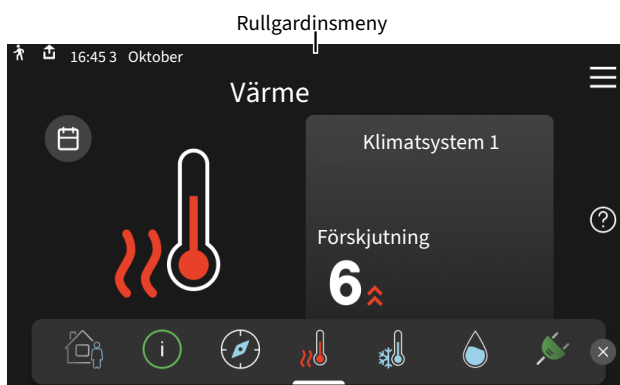 Rullgardinsmeny
16:45 3 Oktober
Värme
Klimatsystem 1
Förskjutning
6
i
?